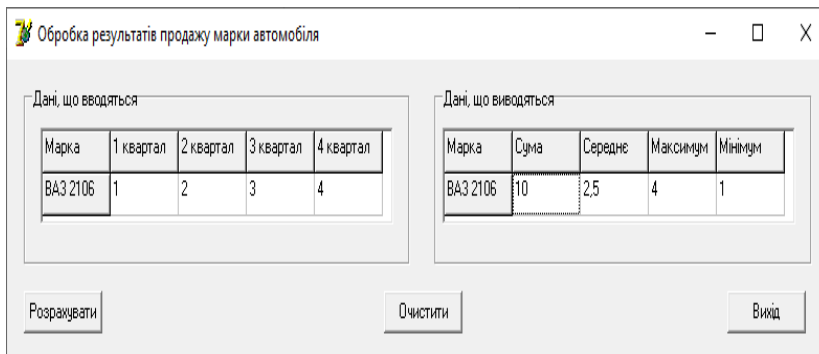 Обробка результатів продажу марки автомобіля
Дані, що вводяться
Марка 1 квартал 2 квартал 3 квартал 4 квартал
ВАЗ 2106 1 2 3 4
Дані, що виводяться
Марка Сума Середнє Максимум Мінімум
ВАЗ 2106 10 2,5 4 1
Розрахувати Очистити Вихід